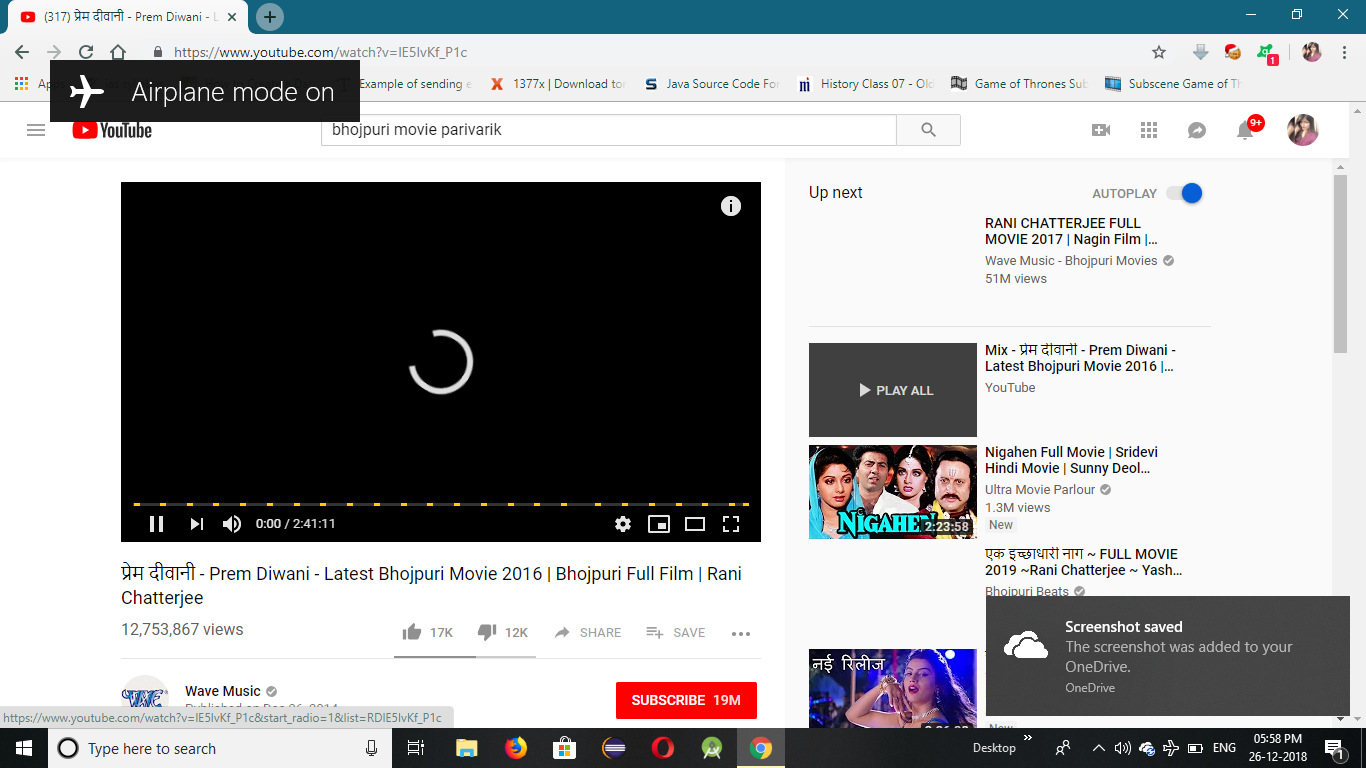 (317) प्रेम दीवानी - Prem Diwani - L
https://www.youtube.com/watch?v=IE5IvKf_P1c
1
Airplane mode on
Example of sending e
1377x | Download to
Java Source Code For
History Class 07 - Old
Game of Thrones Sub
Subscene Game of Th
YouTube
bhojpuri movie parivarik
9+
Up next
AUTOPLAY
RANI CHATTERJEE FULL
MOVIE 2017 | Nagin Film |...
Wave Music - Bhojpuri Movies
51M views
PLAY ALL
Mix - प्रेम दीवानी - Prem Diwani -
Latest Bhojpuri Movie 2016 |...
YouTube
NIGAHEN
2:23:58
Nigahen Full Movie | Sridevi
Hindi Movie | Sunny Deol...
Ultra Movie Parlour
1.3M views
New
एक इच्छाधारी नाग ~ FULL MOVIE
2019 ~Rani Chatterjee ~ Yash...
Bhojpuri Beats
नई रिलीज
0:00 / 2:41:11
प्रेम दीवानी - Prem Diwani - Latest Bhojpuri Movie 2016 | Bhojpuri Full Film | Rani
Chatterjee
12,753,867 views
17K
12K
SHARE
SAVE
Wave Music
Published on Dec 26, 2014
SUBSCRIBE 19M
Screenshot saved
The screenshot was added to your
OneDrive.
OneDrive
New
https://www.youtube.com/watch?v=IE5IvKf_P1c&start_radio=1&list=RDIE5IvKf_P1c
Type here to search
Desktop
ENG
05:58 PM
26-12-2018
1